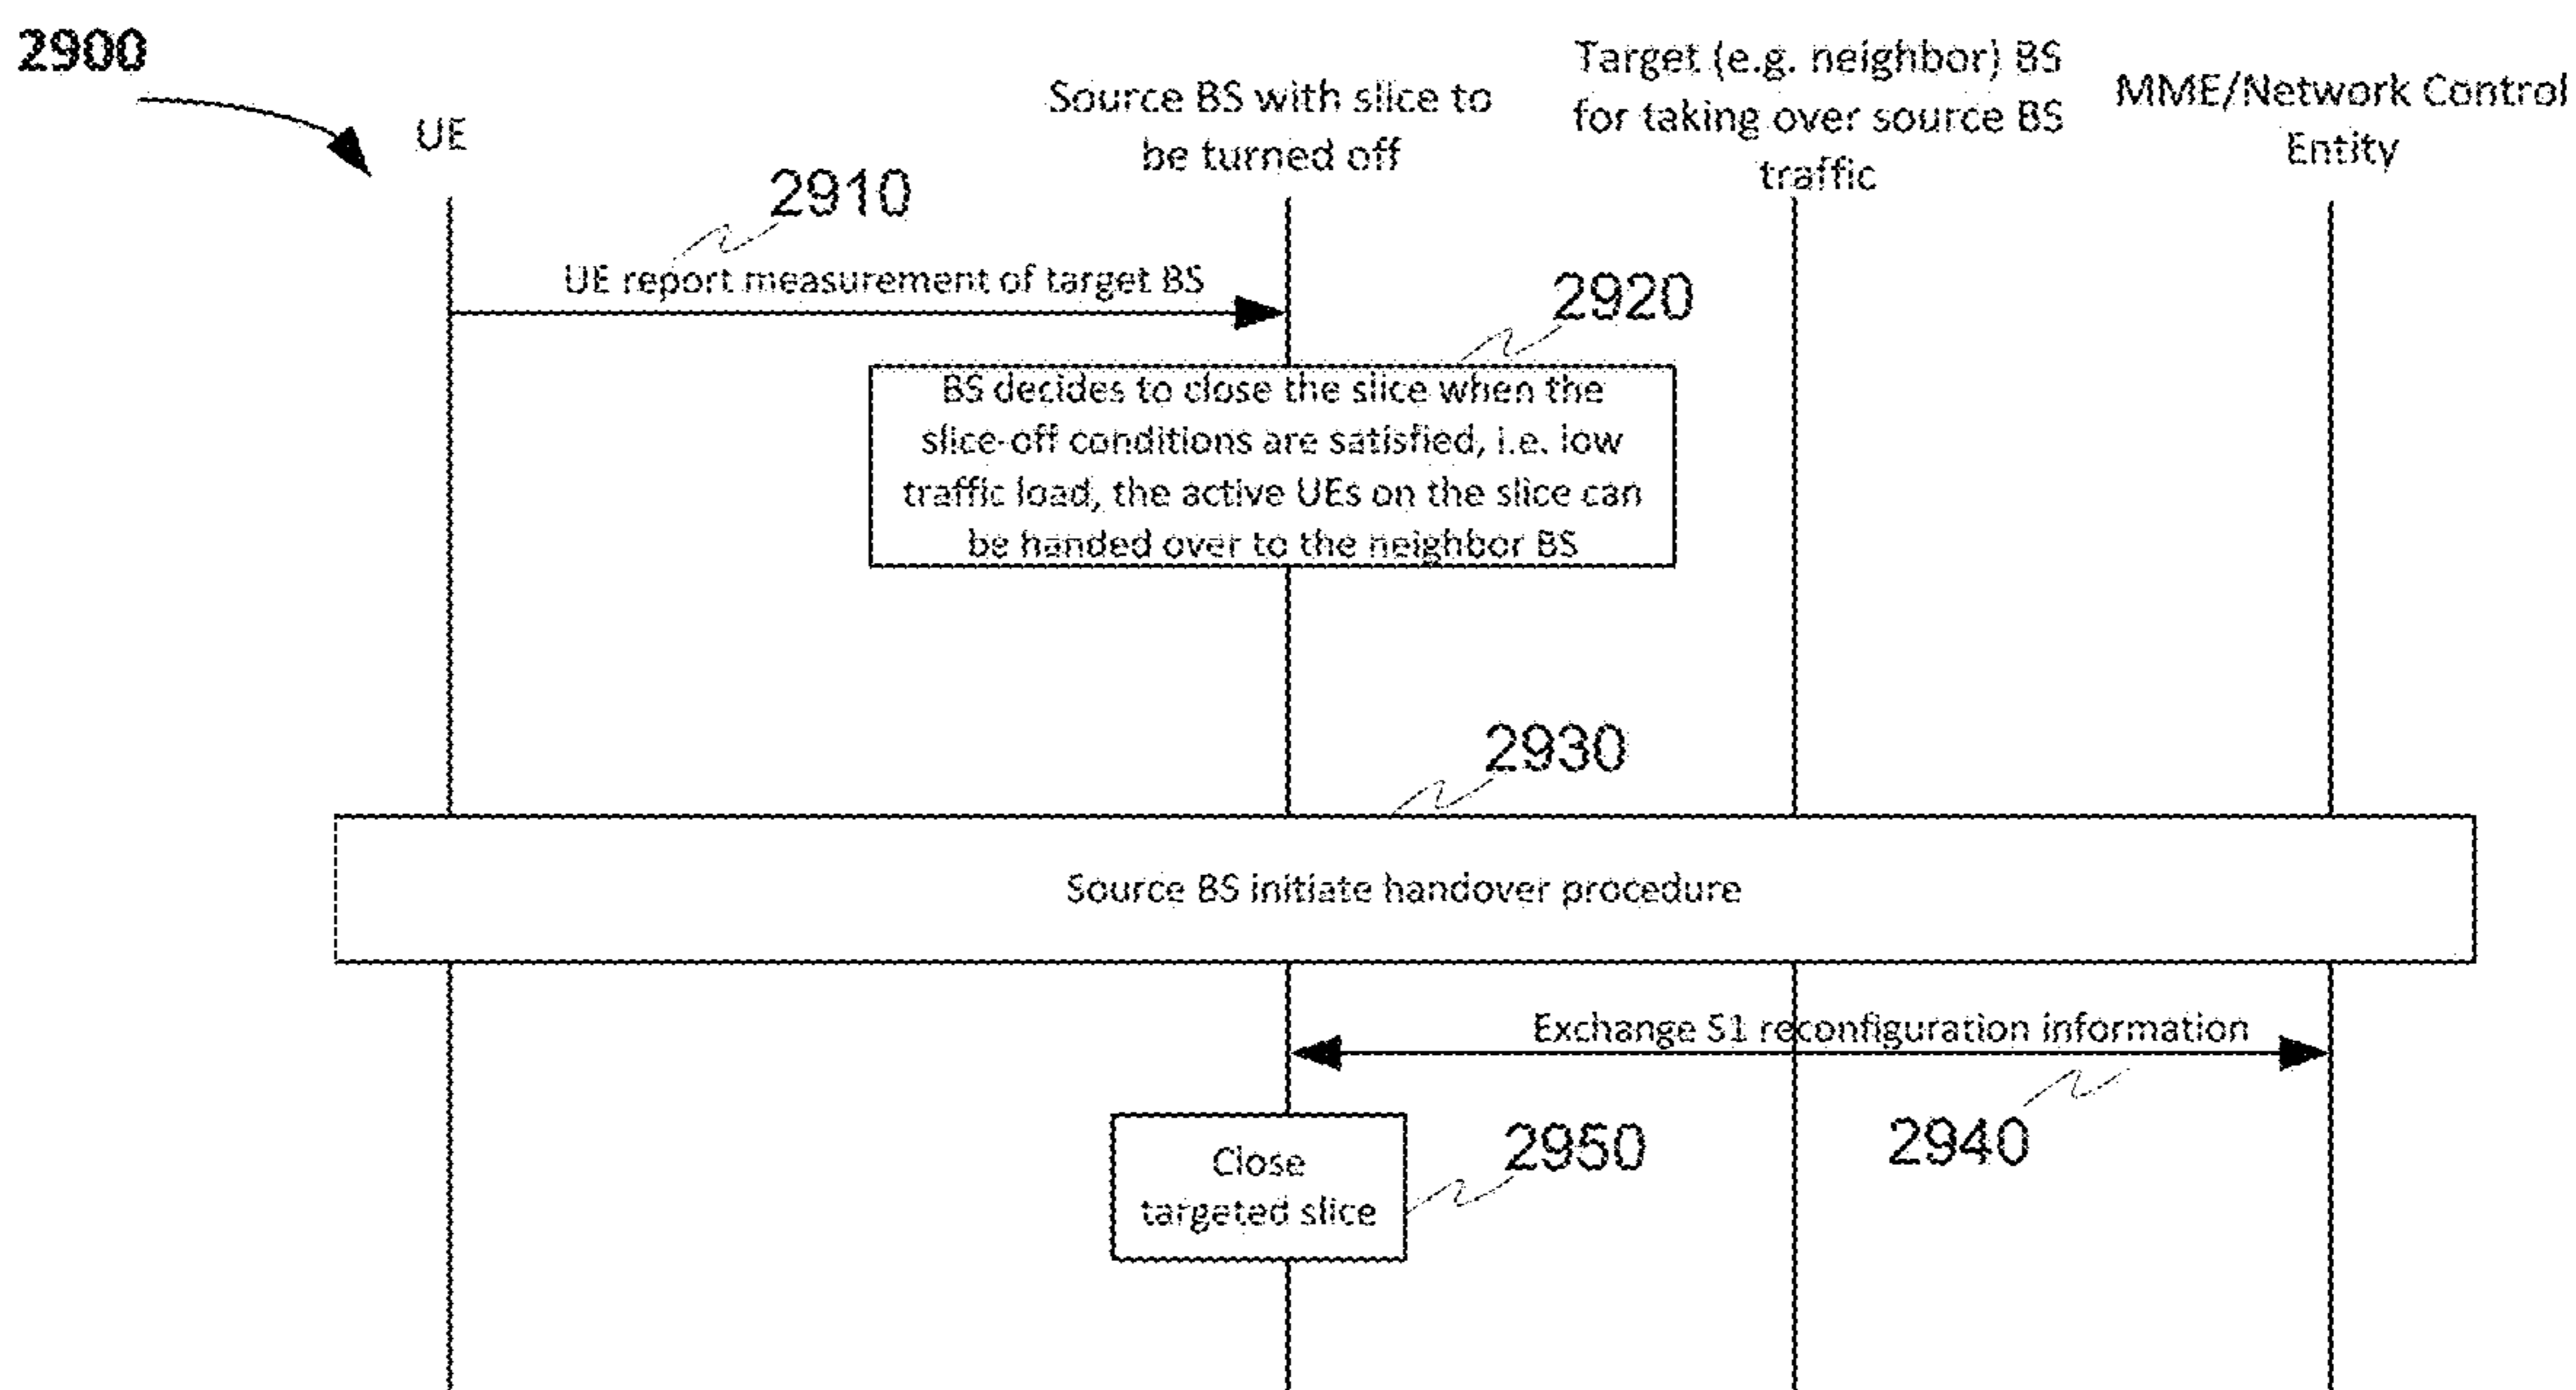 2900
UE
Source BS with slice to
be turned off
Target (e.g. neighbor) BS
for taking over source BS
traffic
MME/Network Control
Entity
2910
UE report measurement of target BS
2920
BS decides to close the slice when the
slice-off conditions are satisfied, i.e. low
traffic load, the active UEs on the slice can
be handed over to the neighbor BS
2930
Source BS initiate handover procedure
Exchange S1 reconfiguration information
2940
Close
targeted slice
2950